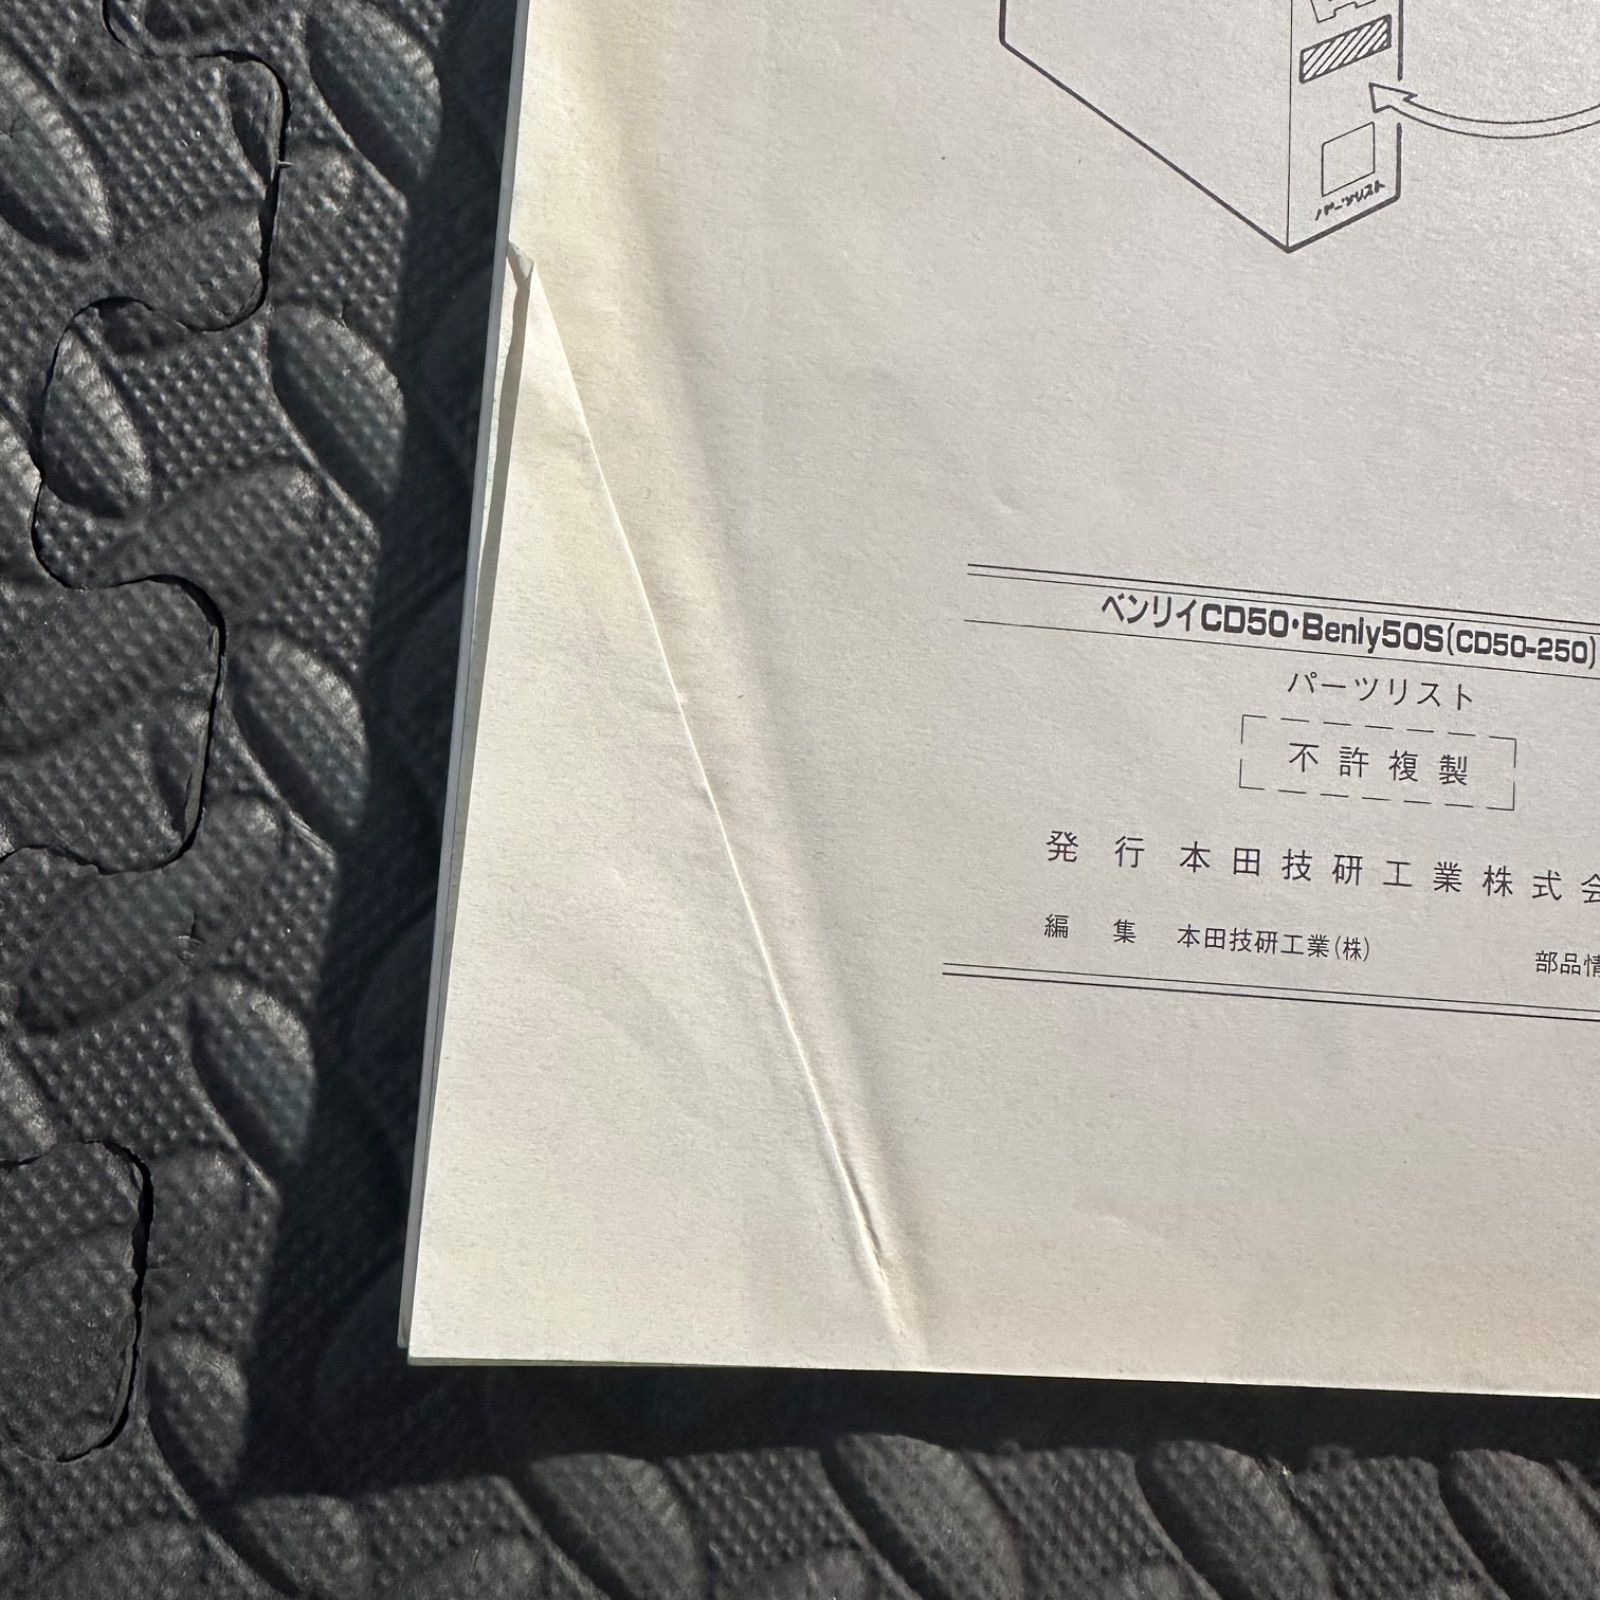 パーツリスト
ベンリイCD50・Benly50S(CD50-250)
パーツリスト
不許複製
発行 本田技研工業株式会
編集 本田技研工業(株) 部品情